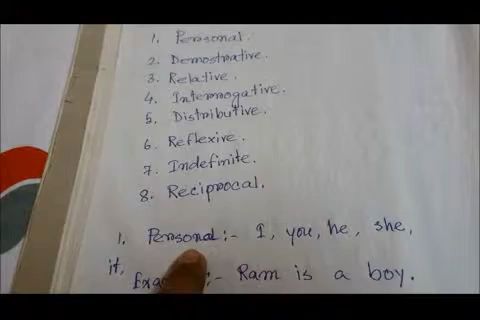 1. Personal.
2. Demostrative.
3. Relative.
4. Interrogative.
5. Distributive.
6. Reflexive.
7. Indefinite.
8. Reciprocal.
1. Personal:- I, you, he, she,
it,
:- Ram is a boy.